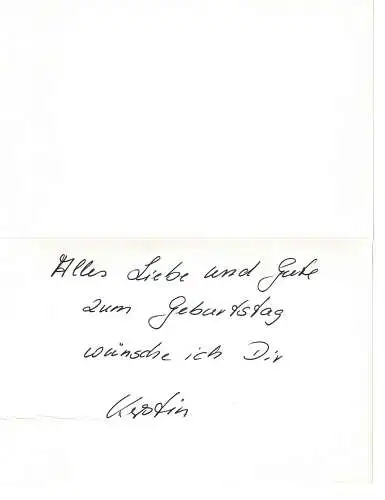 Alles Liebe und Gute
zum Geburtstag
wünsche ich Dir
Kerstin